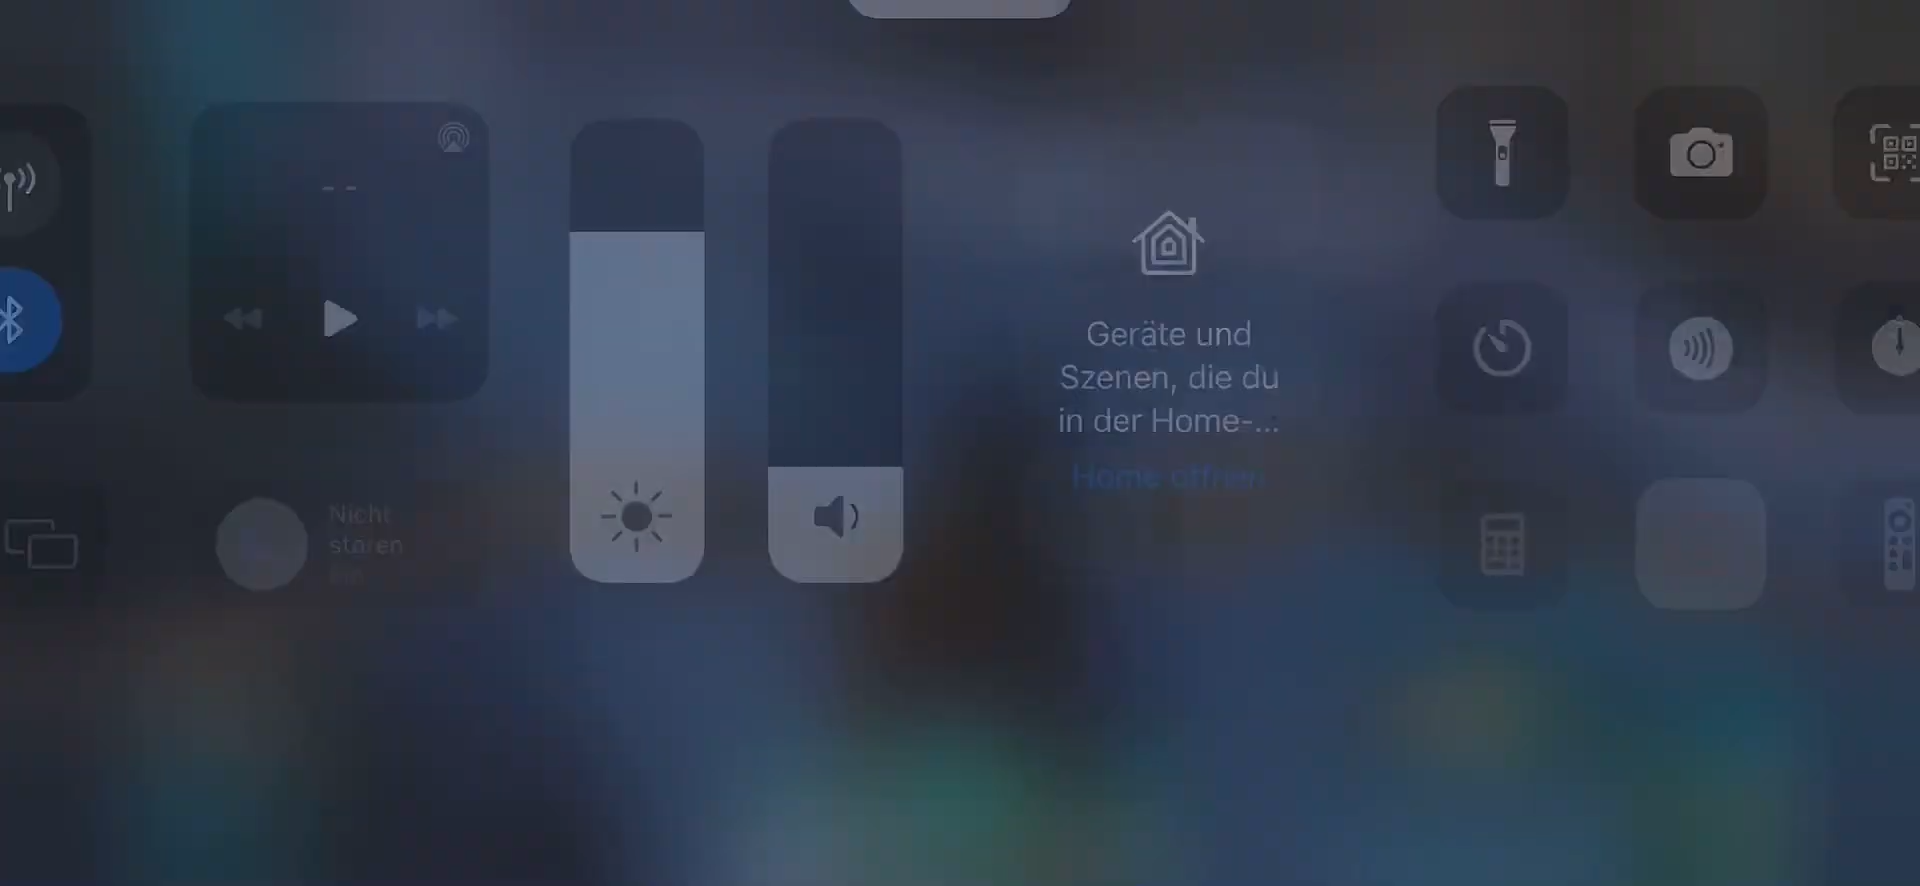 - -
Geräte und
Szenen, die du
in der Home-...
Home öffnen
Nicht
stören